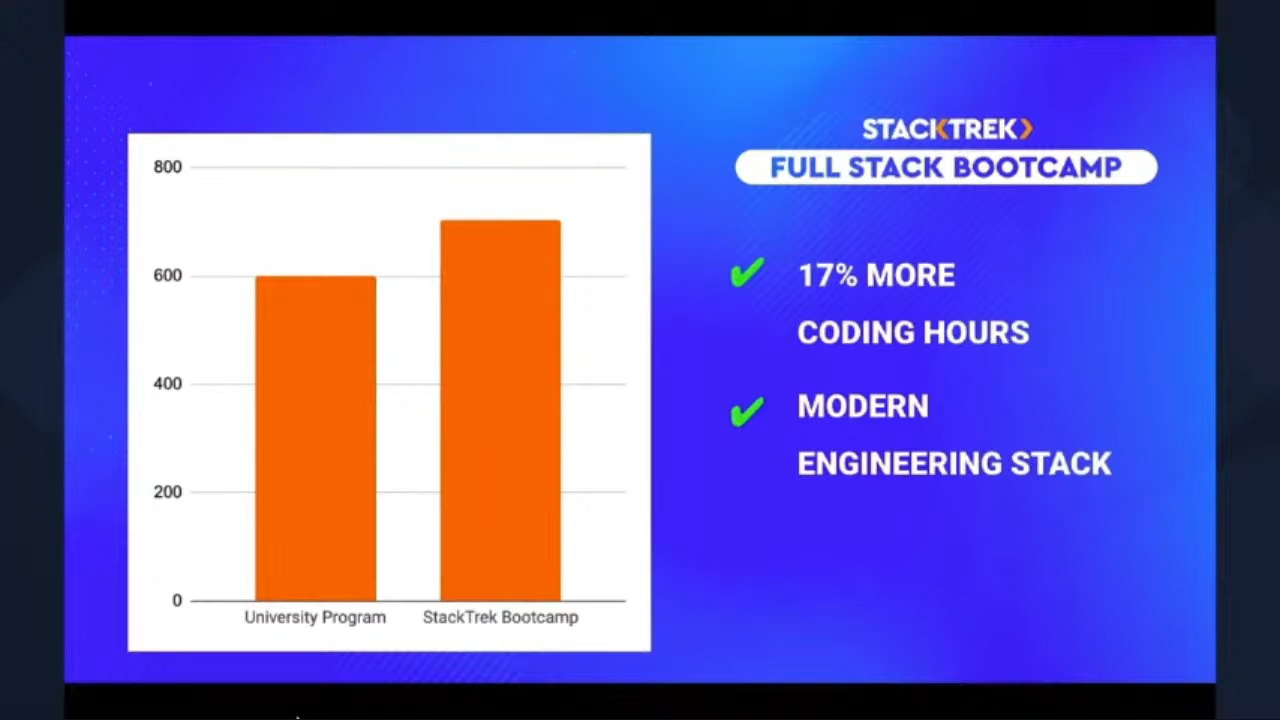 800
600
400
200
0
University Program
StackTrek Bootcamp
STACKTREK
FULL STACK BOOTCAMP
✔ 17% MORE
CODING HOURS
✔ MODERN
ENGINEERING STACK